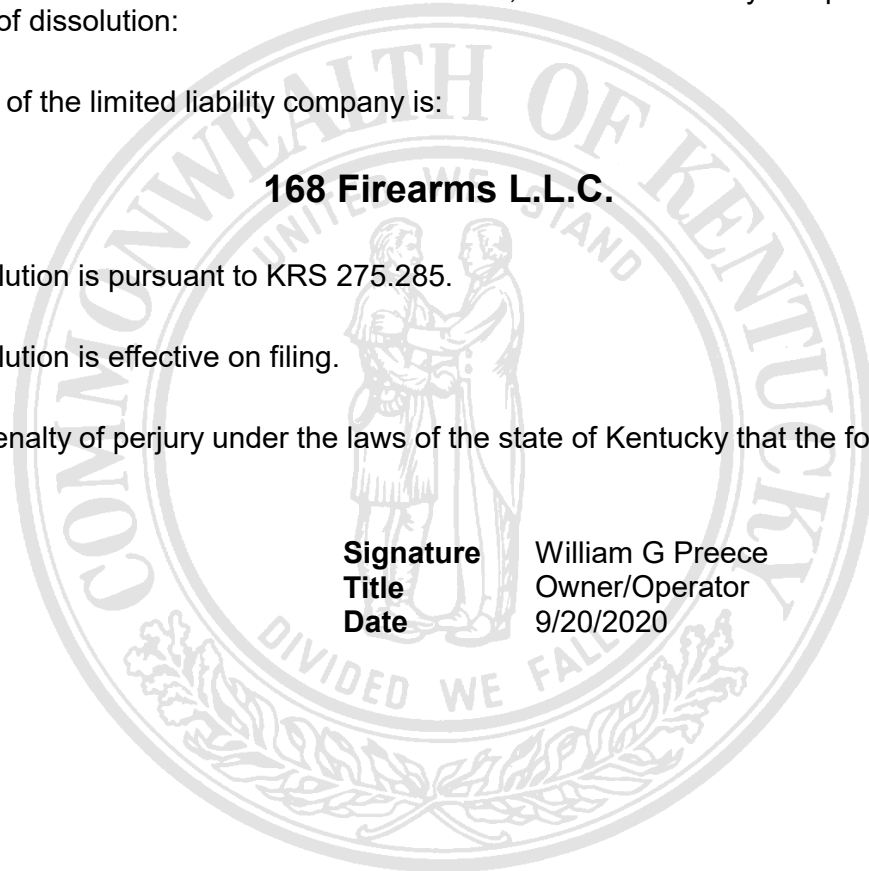 of dissolution:
of the limited liability company is:
168 Firearms L.L.C.
lution is pursuant to KRS 275.285.
lution is effective on filing.
enalty of perjury under the laws of the state of Kentucky that the fo
Signature William G Preece
Title Owner/Operator
Date 9/20/2020
COMMONWEALTH OF KENTUCKY
UNITED WE STAND
DIVIDED WE FALL